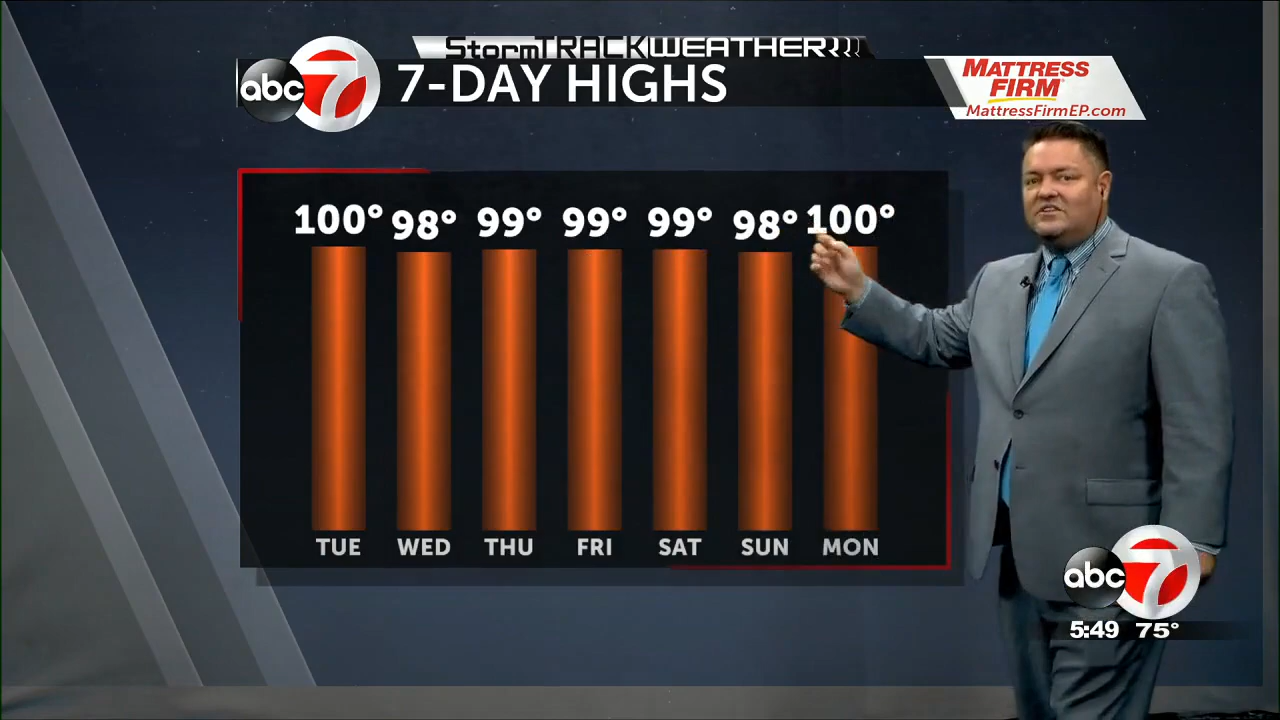 StormTRACKWEATHER
abc 7
7-DAY HIGHS
MATTRESS
FIRM
MattressFirmEP.com
100° 98° 99° 99° 99° 98° 100°
TUE WED THU FRI SAT SUN MON
abc 7
5:49 75°